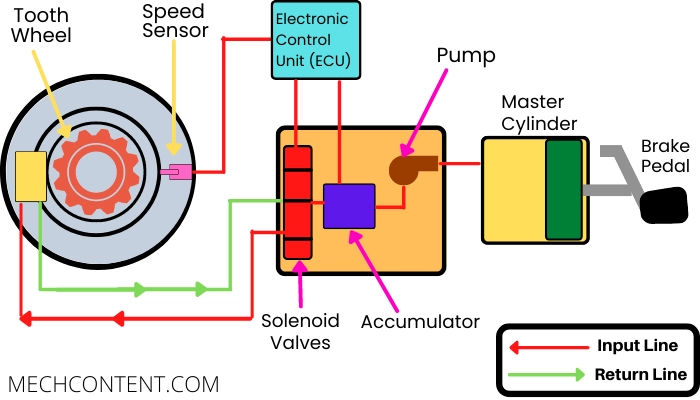 Tooth
Wheel
Speed
Sensor
Electronic
Control
Unit (ECU)
Pump
Master
Cylinder
Brake
Pedal
Solenoid
Valves
Accumulator
Input Line
Return Line
MECHCONTENT.COM